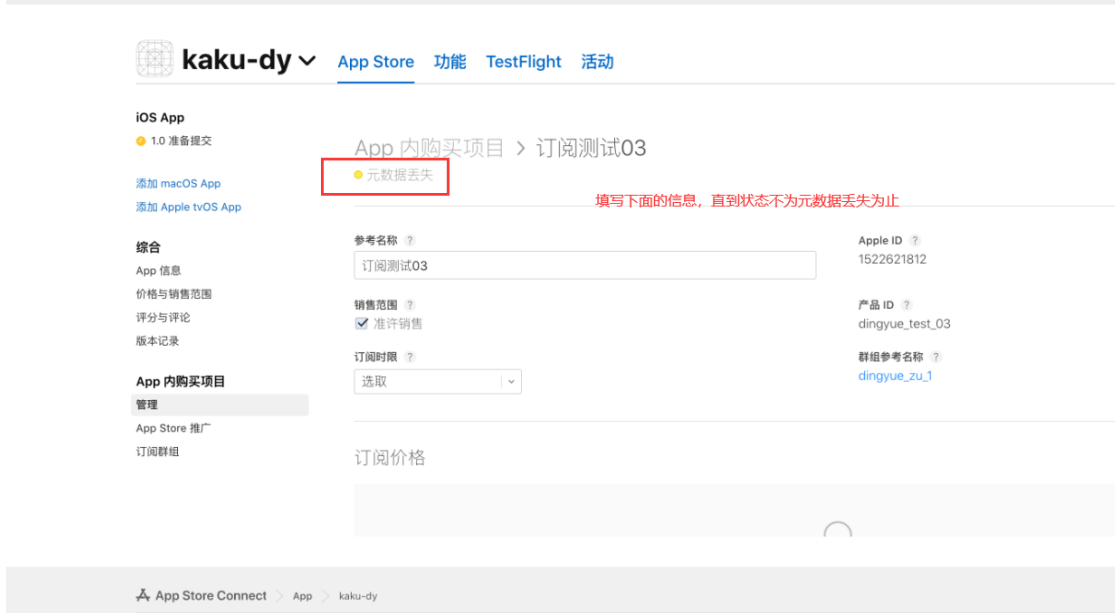 kaku-dy App Store 功能 TestFlight 活动
iOS App
1.0 准备提交
App 内购买项目 > 订阅测试03
元数据丢失
添加 macOS App
填写下面的信息，直到状态不为元数据丢失为止
添加 Apple tvOS App
参考名称 ?
Apple ID ?
综合
订阅测试03
1522621812
App 信息
价格与销售范围
销售范围 ?
产品 ID ?
评分与评论
准许销售
dingyue_test_03
版本记录
订阅时限 ?
群组参考名称 ?
App 内购买项目
选取
dingyue_zu_1
管理
App Store 推广
订阅群组
订阅价格
App Store Connect App kaku-dy